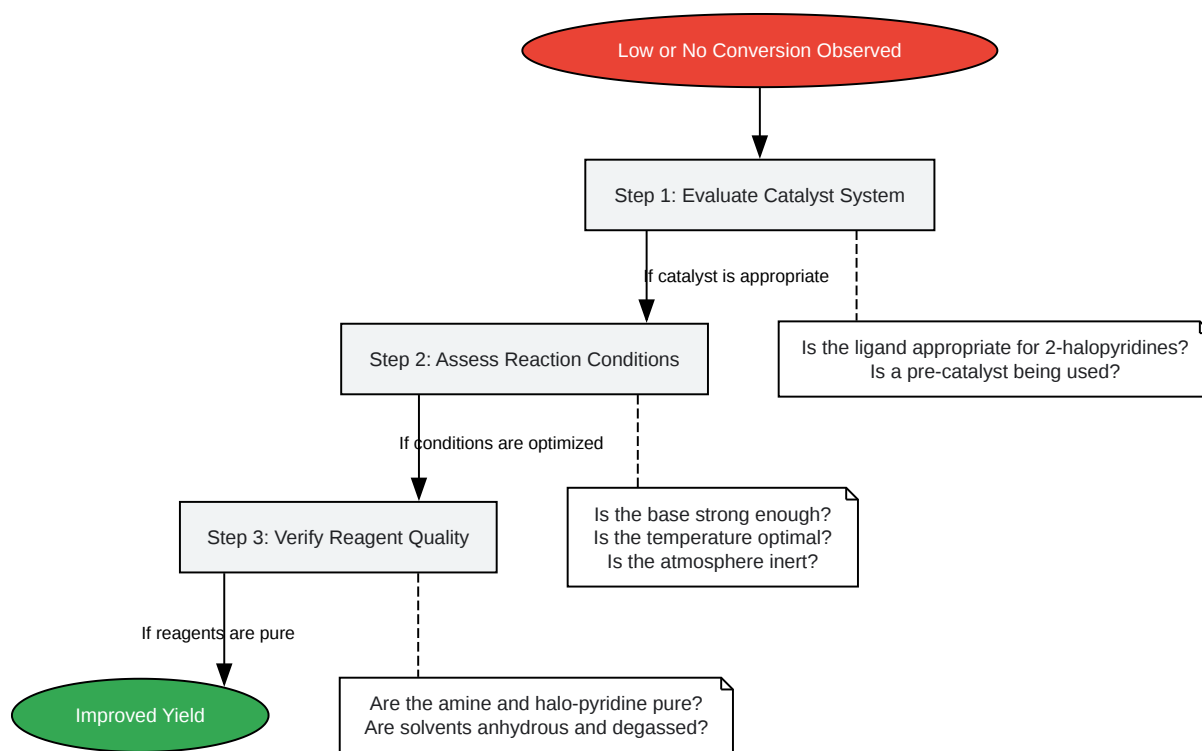 Low or No Conversion Observed
Step 1: Evaluate Catalyst System
If catalyst is appropriate
Is the ligand appropriate for 2-halopyridines?
Is a pre-catalyst being used?
Step 2: Assess Reaction Conditions
If conditions are optimized
Is the base strong enough?
Is the temperature optimal?
Is the atmosphere inert?
Step 3: Verify Reagent Quality
If reagents are pure
Are the amine and halo-pyridine pure?
Are solvents anhydrous and degassed?
Improved Yield